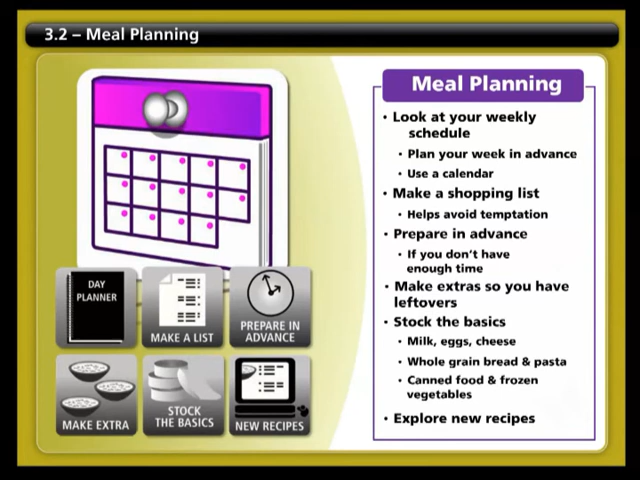 3.2 – Meal Planning
Meal Planning
• Look at your weekly
schedule
• Plan your week in advance
• Use a calendar
• Make a shopping list
• Helps avoid temptation
• Prepare in advance
• If you don't have
enough time
• Make extras so you have
leftovers
• Stock the basics
• Milk, eggs, cheese
• Whole grain bread & pasta
• Canned food & frozen
vegetables
• Explore new recipes
DAY
PLANNER
MAKE A LIST
PREPARE IN
ADVANCE
MAKE EXTRA
STOCK
THE BASICS
NEW RECIPES